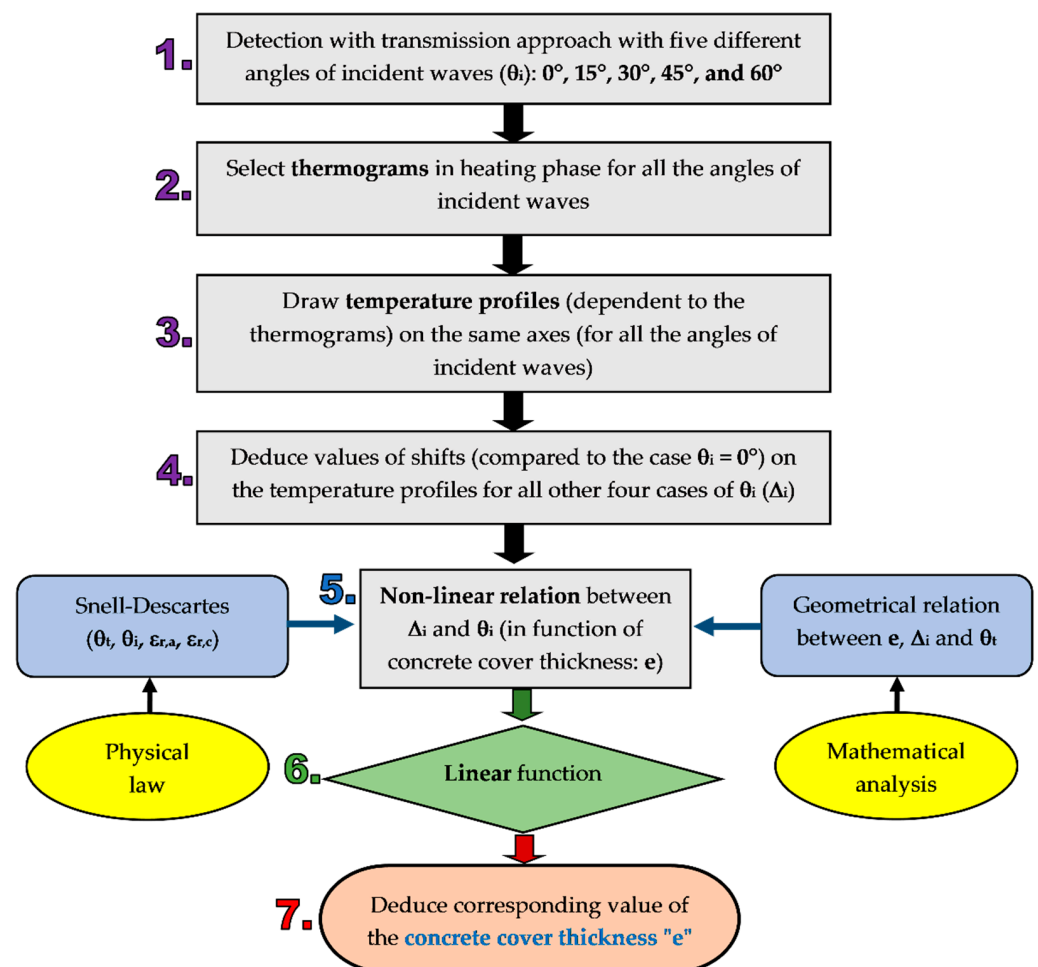 1.
Detection with transmission approach with five different
angles of incident waves (θi): 0°, 15°, 30°, 45°, and 60°
2.
Select thermograms in heating phase for all the angles of
incident waves
3.
Draw temperature profiles (dependent to the
thermograms) on the same axes (for all the angles of
incident waves)
4.
Deduce values of shifts (compared to the case θi = 0°) on
the temperature profiles for all other four cases of θi (Δi)
Snell-Descartes
(θt, θi, εr,a, εr,c)
5.
Non-linear relation between
Δi and θi (in function of
concrete cover thickness: e)
Geometrical relation
between e, Δi and θt
Physical
law
6.
Linear function
Mathematical
analysis
7.
Deduce corresponding value of
the concrete cover thickness "e"